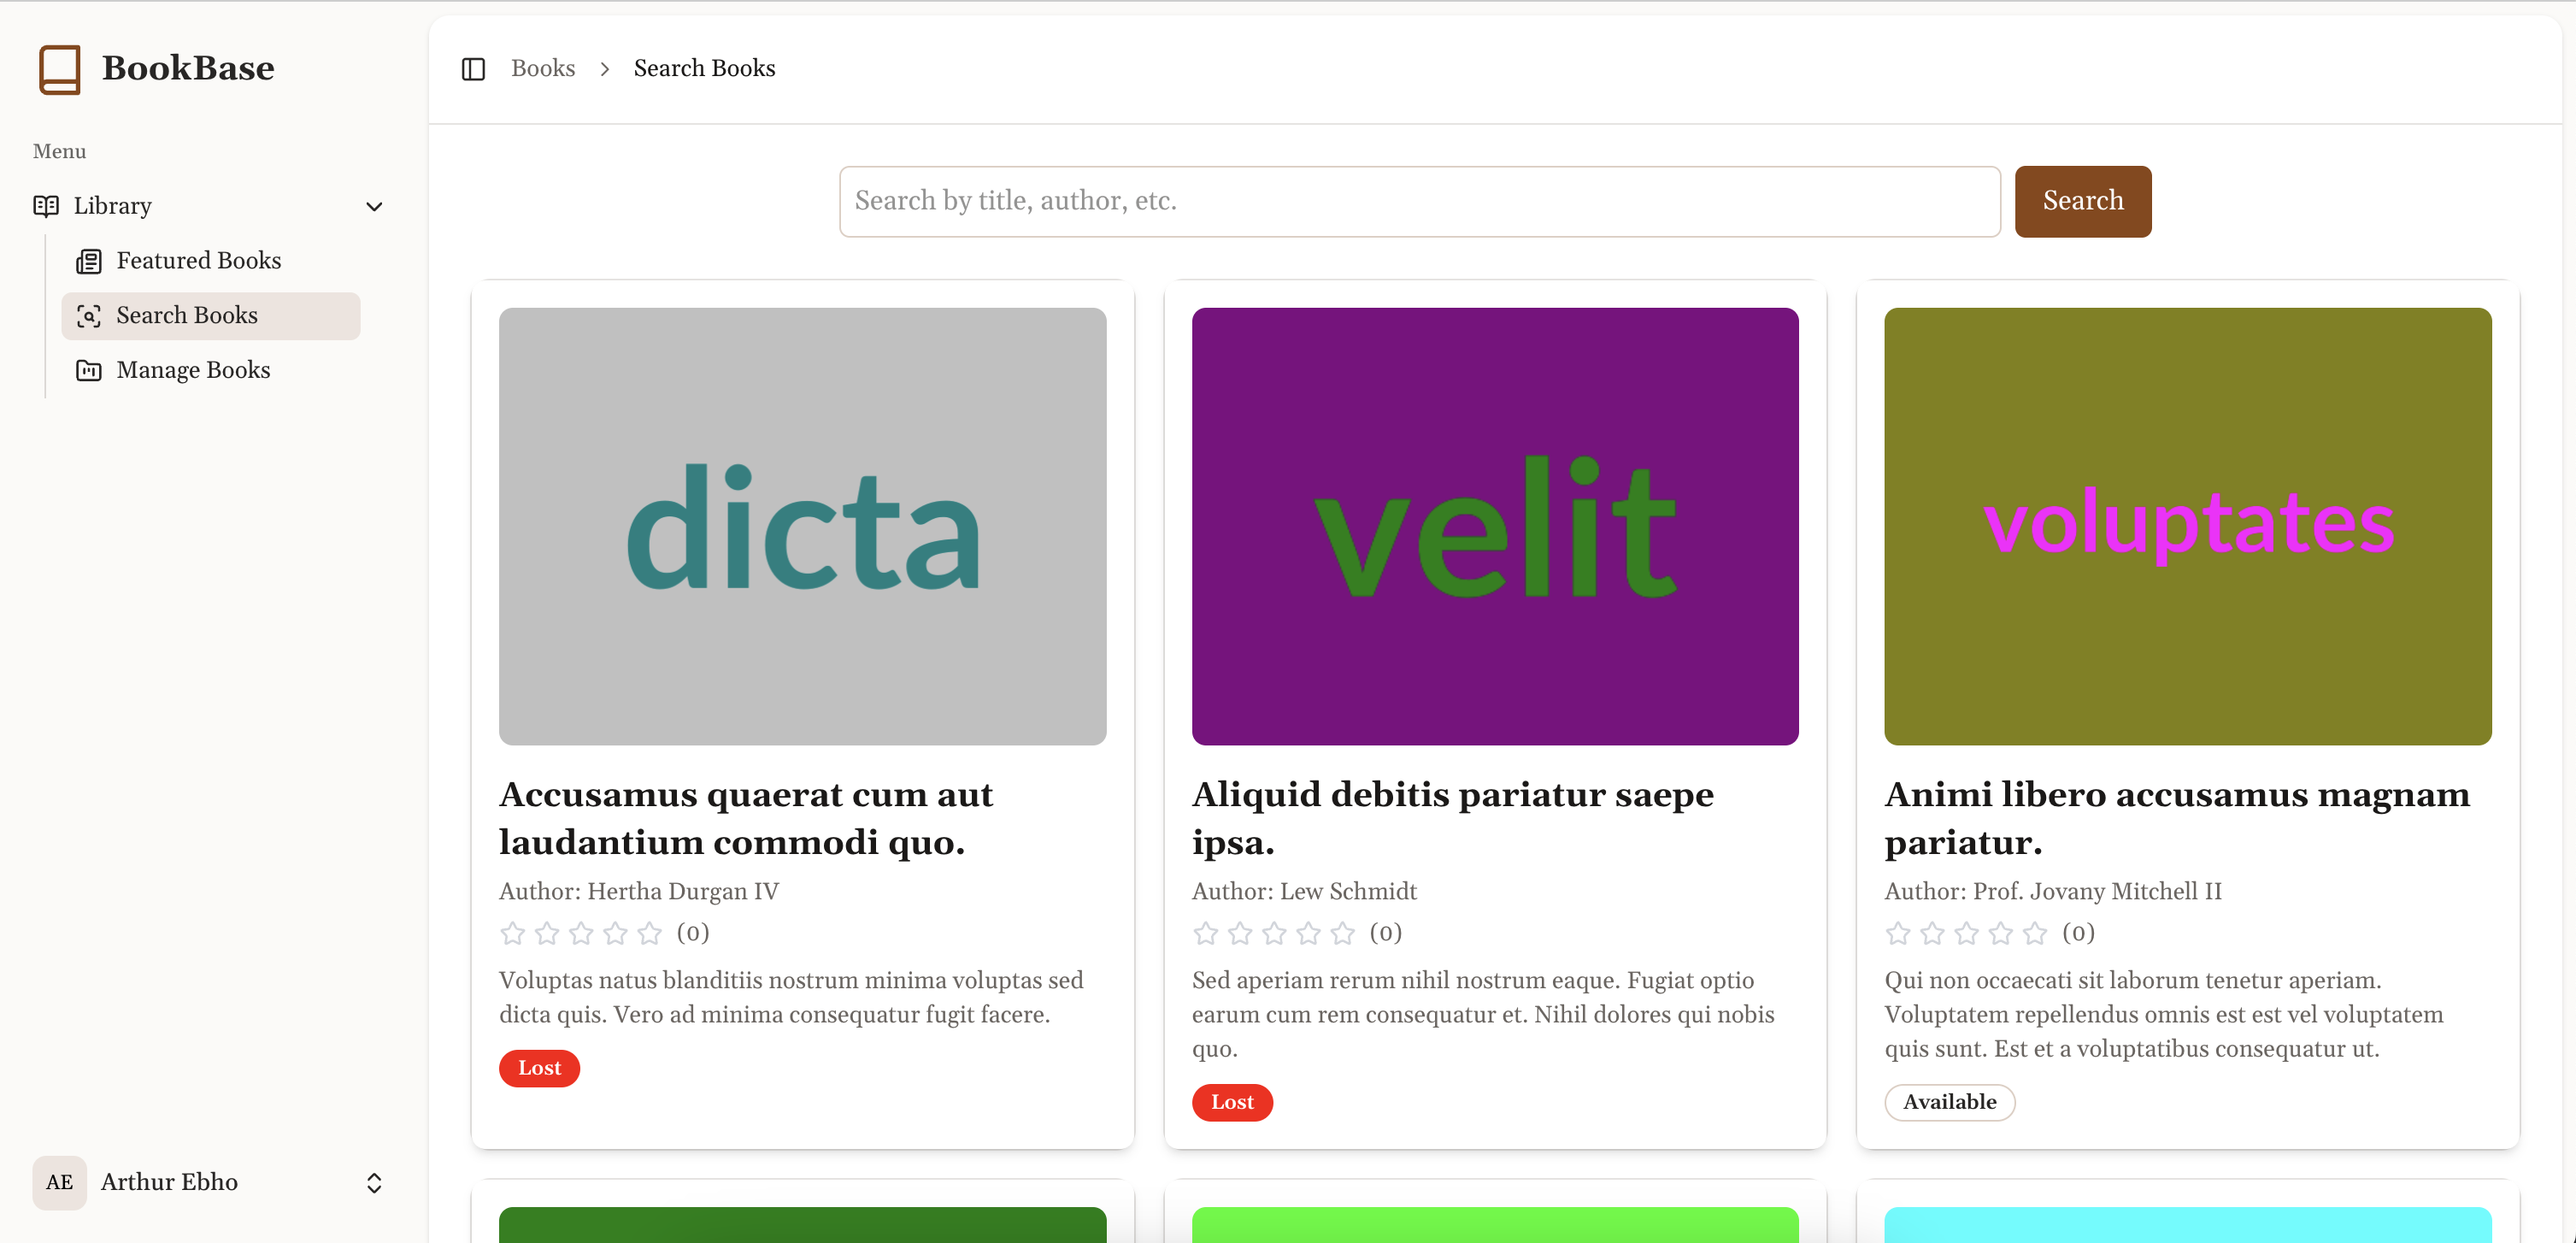 BookBase
Menu
Library
Featured Books
Search Books
Manage Books
AE
Arthur Ebho
Books
Search Books
Search by title, author, etc.
Search
dicta
Accusamus quaerat cum aut
laudantium commodi quo.
Author: Hertha Durgan IV
(0)
Voluptas natus blanditiis nostrum minima voluptas sed
dicta quis. Vero ad minima consequatur fugit facere.
Lost
velit
Aliquid debitis pariatur saepe
ipsa.
Author: Lew Schmidt
(0)
Sed aperiam rerum nihil nostrum eaque. Fugiat optio
earum cum rem consequatur et. Nihil dolores qui nobis
quo.
Lost
voluptates
Animi libero accusamus magnam
pariatur.
Author: Prof. Jovany Mitchell II
(0)
Qui non occaecati sit laborum tenetur aperiam.
Voluptatem repellendus omnis est est vel voluptatem
quis sunt. Est et a voluptatibus consequatur ut.
Available